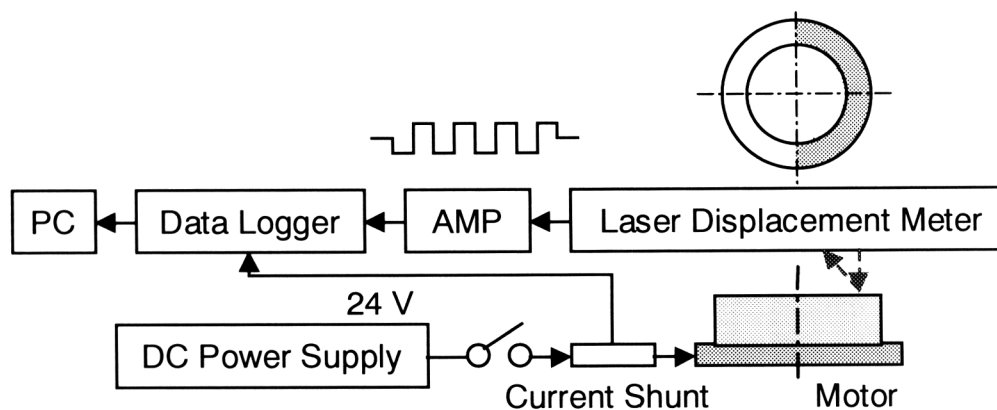 PC
Data Logger
AMP
Laser Displacement Meter
24 V
DC Power Supply
Current Shunt
Motor